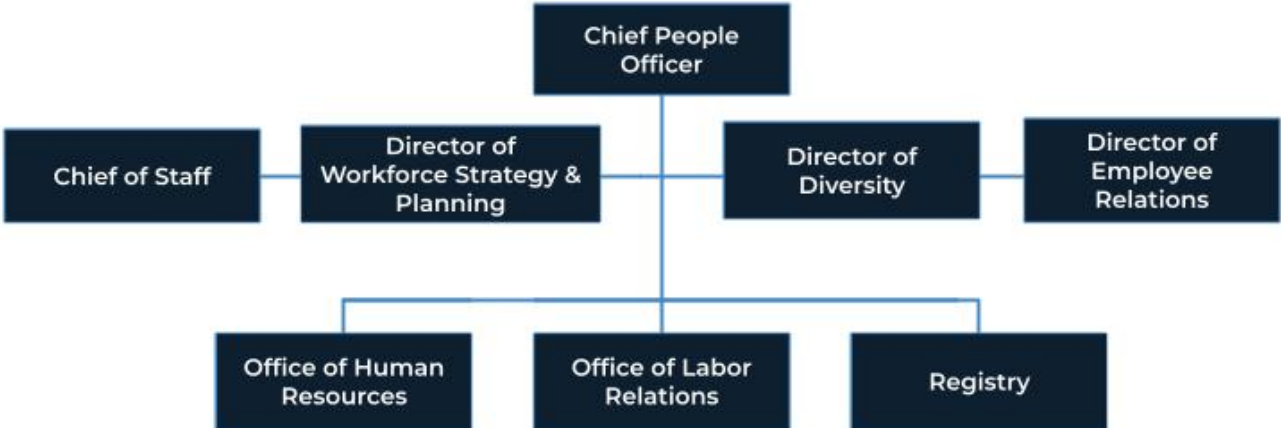 Chief People
Officer
Chief of Staff
Director of
Workforce Strategy &
Planning
Director of
Diversity
Director of
Employee
Relations
Office of Human
Resources
Office of Labor
Relations
Registry